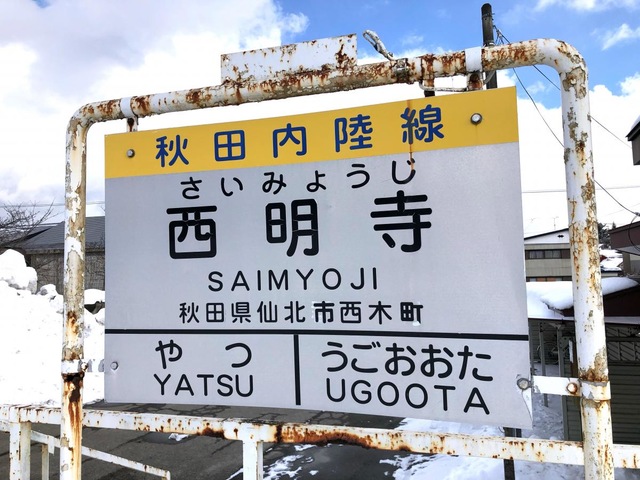 秋田内陸線
さいみょうじ
西明寺
SAIMYOJI
秋田県仙北市西木町
やつ うごおおた
YATSU UGOOTA